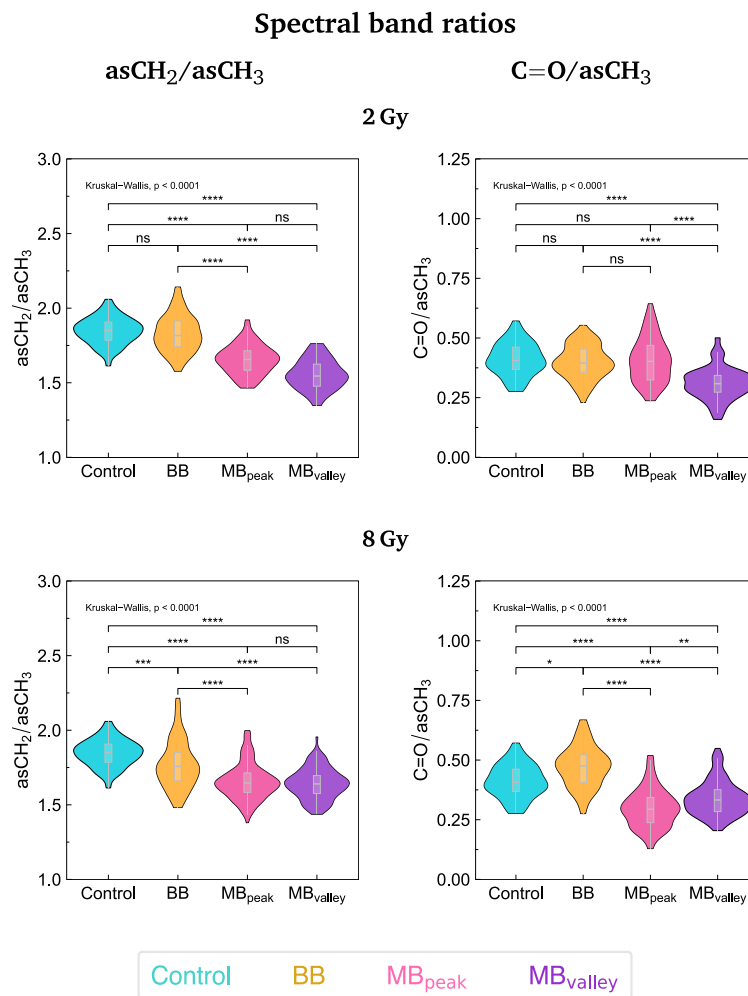 Spectral band ratios
asCH₂/asCH₃ C=O/asCH₃
2 Gy
3.0
2.5
2.0
1.5
1.0
asCH₂/asCH₃
Kruskal−Wallis, p < 0.0001
****
**** ns
ns ****
****
Control BB MBpeak MBvalley
1.25
1.00
0.75
0.50
0.25
0.00
C=O/asCH₃
Kruskal−Wallis, p < 0.0001
****
ns ****
ns ****
ns
Control BB MBpeak MBvalley
8 Gy
3.0
2.5
2.0
1.5
1.0
asCH₂/asCH₃
Kruskal−Wallis, p < 0.0001
****
**** ns
*** ****
****
Control BB MBpeak MBvalley
1.25
1.00
0.75
0.50
0.25
0.00
C=O/asCH₃
Kruskal−Wallis, p < 0.0001
****
**** **
* ****
****
Control BB MBpeak MBvalley
Control BB MBpeak MBvalley